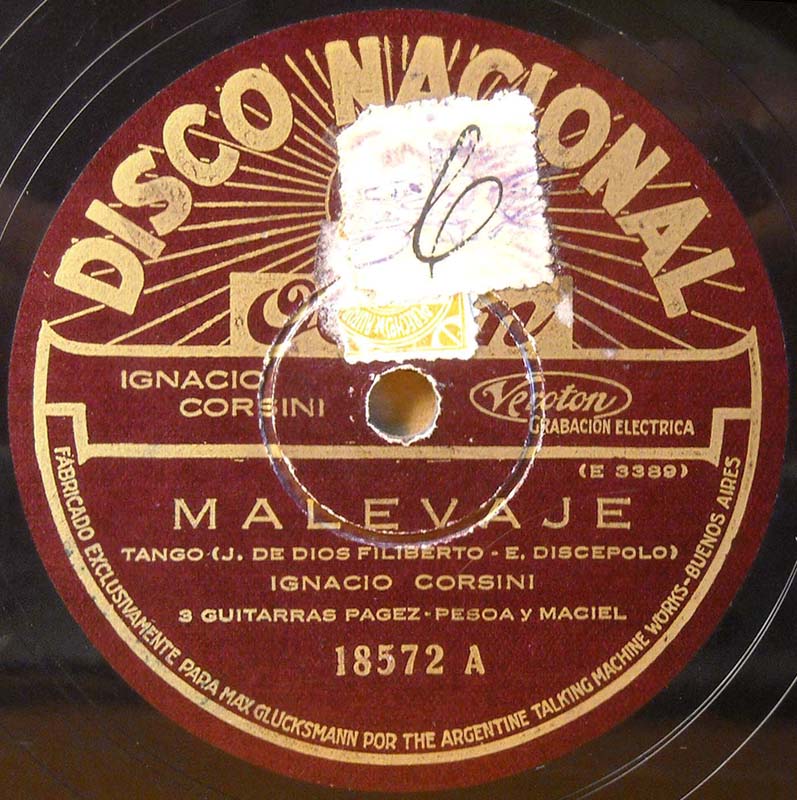 DISCO NACIONAL
6
IGNACIO
CORSINI
Veroton
GRABACIÓN ELECTRICA
(E 3389)
MALEVAJE
TANGO (J. DE DIOS FILIBERTO - E. DISCEPOLO)
IGNACIO CORSINI
3 GUITARRAS PAGEZ-PESOA y MACIEL
18572 A
FABRICADO EXCLUSIVAMENTE PARA MAX GLUCKSMANN POR THE ARGENTINE TALKING MACHINE WORKS-BUENOS AIRES